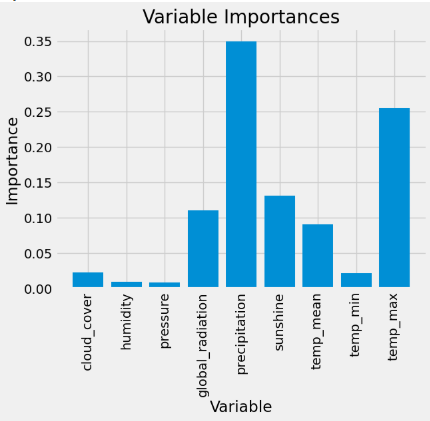 Variable Importances
Importance
0.35
0.30
0.25
0.20
0.15
0.10
0.05
0.00
cloud_cover
humidity
pressure
global_radiation
precipitation
sunshine
temp_mean
temp_min
temp_max
Variable